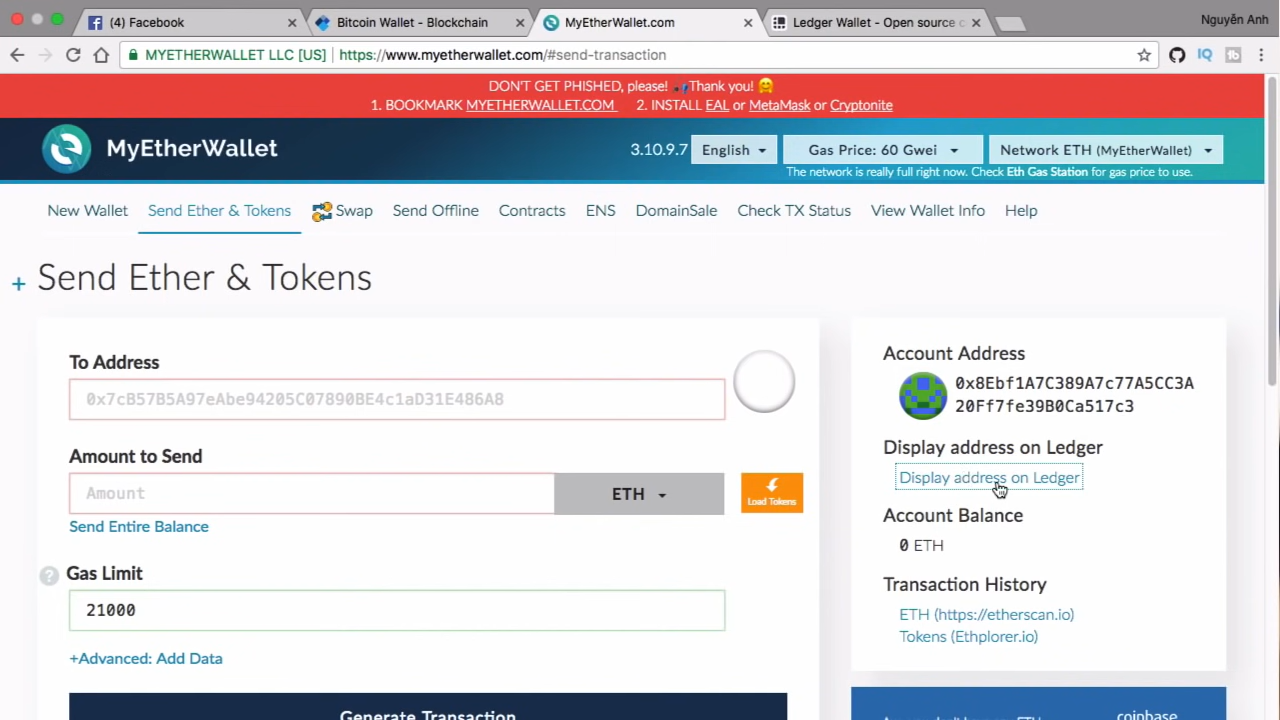 Nguyễn Anh
(4) Facebook
Bitcoin Wallet - Blockchain
MyEtherWallet.com
Ledger Wallet - Open source c
MYETHERWALLET LLC [US] https://www.myetherwallet.com/#send-transaction
DON'T GET PHISHED, please! Thank you! 🤗
1. BOOKMARK MYETHERWALLET.COM 2. INSTALL EAL or MetaMask or Cryptonite
MyEtherWallet
3.10.9.7 English Gas Price: 60 Gwei Network ETH (MyEtherWallet)
The network is really full right now. Check Eth Gas Station for gas price to use.
New Wallet Send Ether & Tokens Swap Send Offline Contracts ENS DomainSale Check TX Status View Wallet Info Help
+ Send Ether & Tokens
To Address
0x7cB57B5A97eAbe94205C07890BE4c1aD31E486A8
Amount to Send
Amount
ETH
Load Tokens
Send Entire Balance
? Gas Limit
21000
+Advanced: Add Data
Generate Transaction
Account Address
0x8Ebf1A7C389A7c77A5CC3A
20Ff7fe39B0Ca517c3
Display address on Ledger
Display address on Ledger
Account Balance
0 ETH
Transaction History
ETH (https://etherscan.io)
Tokens (Ethplorer.io)
coinbase